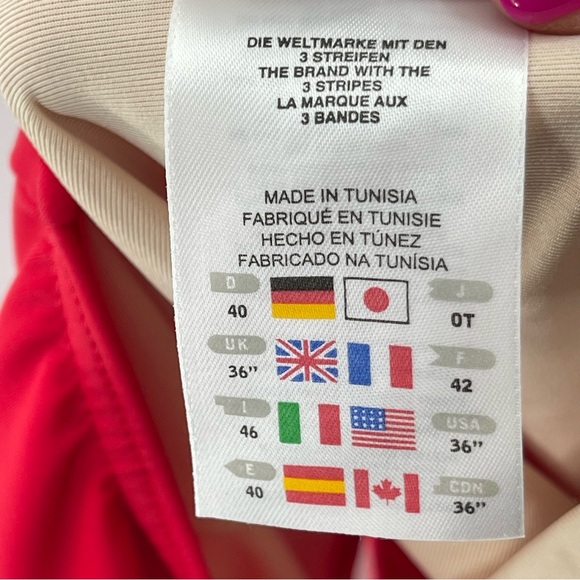 DIE WELTMARKE MIT DEN
3 STREIFEN
THE BRAND WITH THE
3 STRIPES
LA MARQUE AUX
3 BANDES
MADE IN TUNISIA
FABRIQUÉ EN TUNISIE
HECHO EN TÚNEZ
FABRICADO NA TUNÍSIA
D J
40 OT
UK F
36" 42
I USA
46 36"
E CDN
40 36"